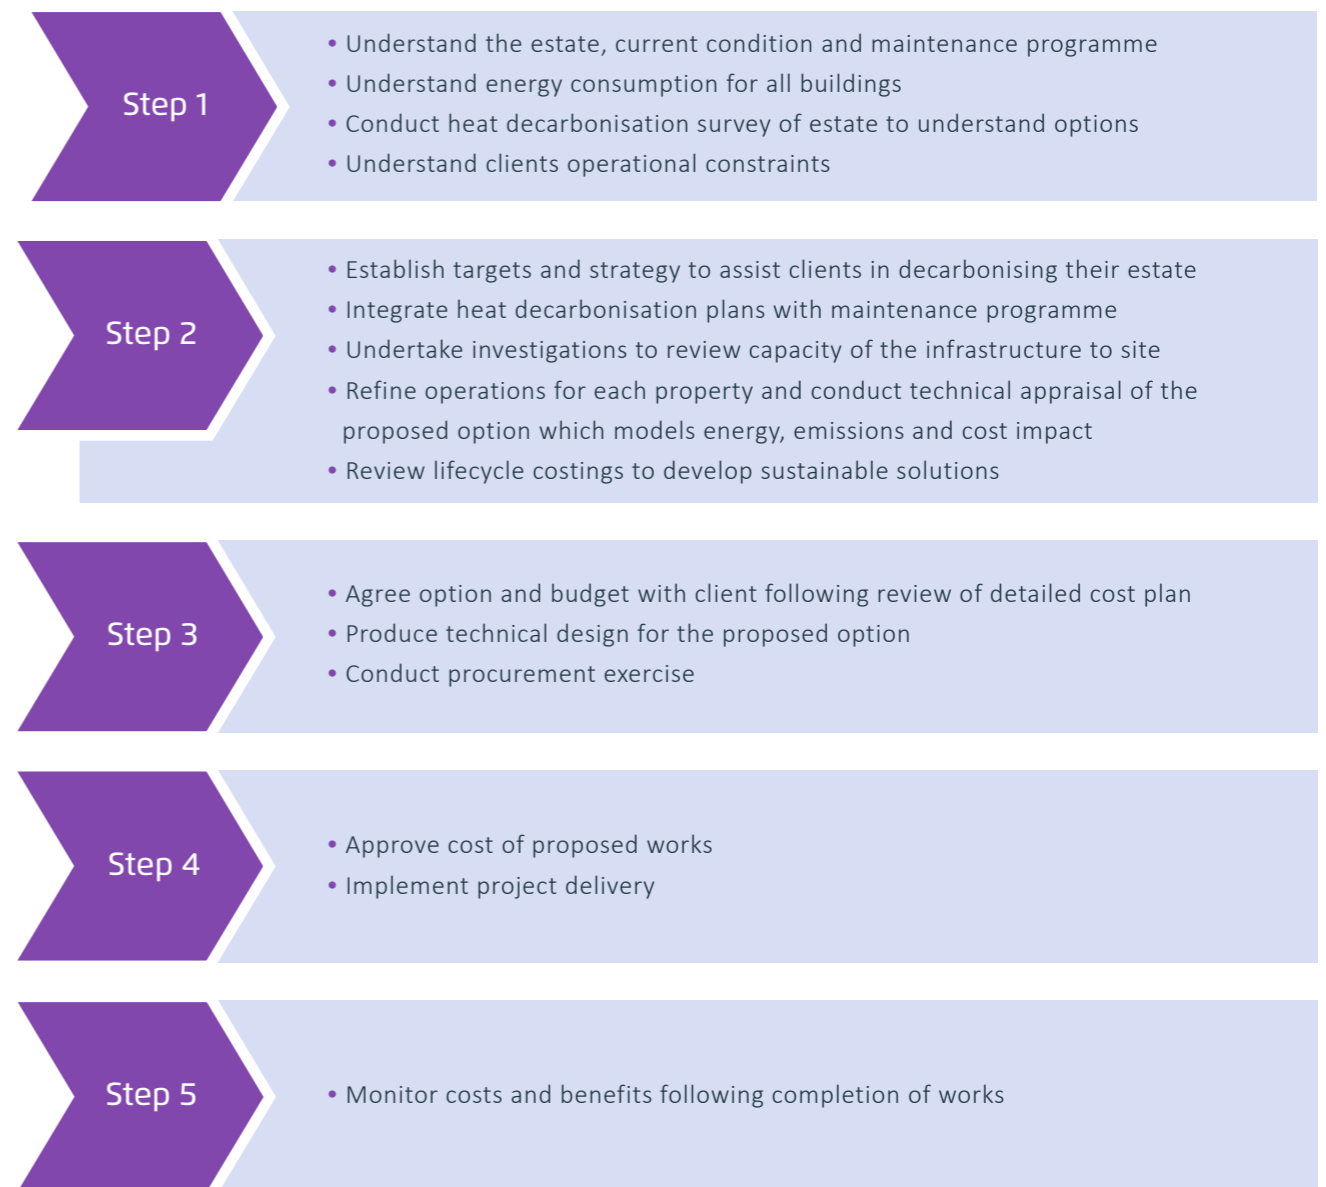 Step 1
• Understand the estate, current condition and maintenance programme
• Understand energy consumption for all buildings
• Conduct heat decarbonisation survey of estate to understand options
• Understand clients operational constraints
Step 2
• Establish targets and strategy to assist clients in decarbonising their estate
• Integrate heat decarbonisation plans with maintenance programme
• Undertake investigations to review capacity of the infrastructure to site
• Refine operations for each property and conduct technical appraisal of the
proposed option which models energy, emissions and cost impact
• Review lifecycle costings to develop sustainable solutions
Step 3
• Agree option and budget with client following review of detailed cost plan
• Produce technical design for the proposed option
• Conduct procurement exercise
Step 4
• Approve cost of proposed works
• Implement project delivery
Step 5
• Monitor costs and benefits following completion of works